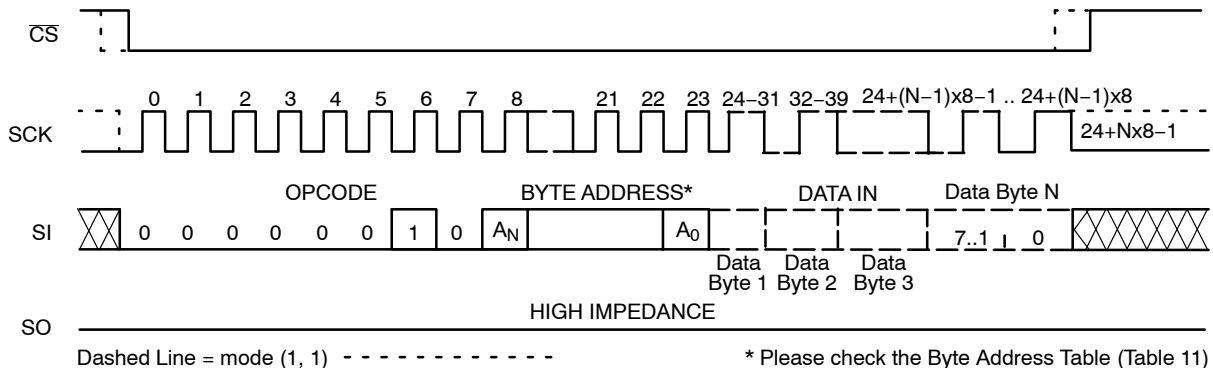 CS
0 1 2 3 4 5 6 7 8 21 22 23 24−31 32−39 24+(N−1)x8−1 .. 24+(N−1)x8
SCK
24+Nx8−1
OPCODE BYTE ADDRESS* DATA IN Data Byte N
SI 0 0 0 0 0 0 1 0 AN A0 7..1 0
Data Data Data
Byte 1 Byte 2 Byte 3
HIGH IMPEDANCE
SO
Dashed Line = mode (1, 1) * Please check the Byte Address Table (Table 11)